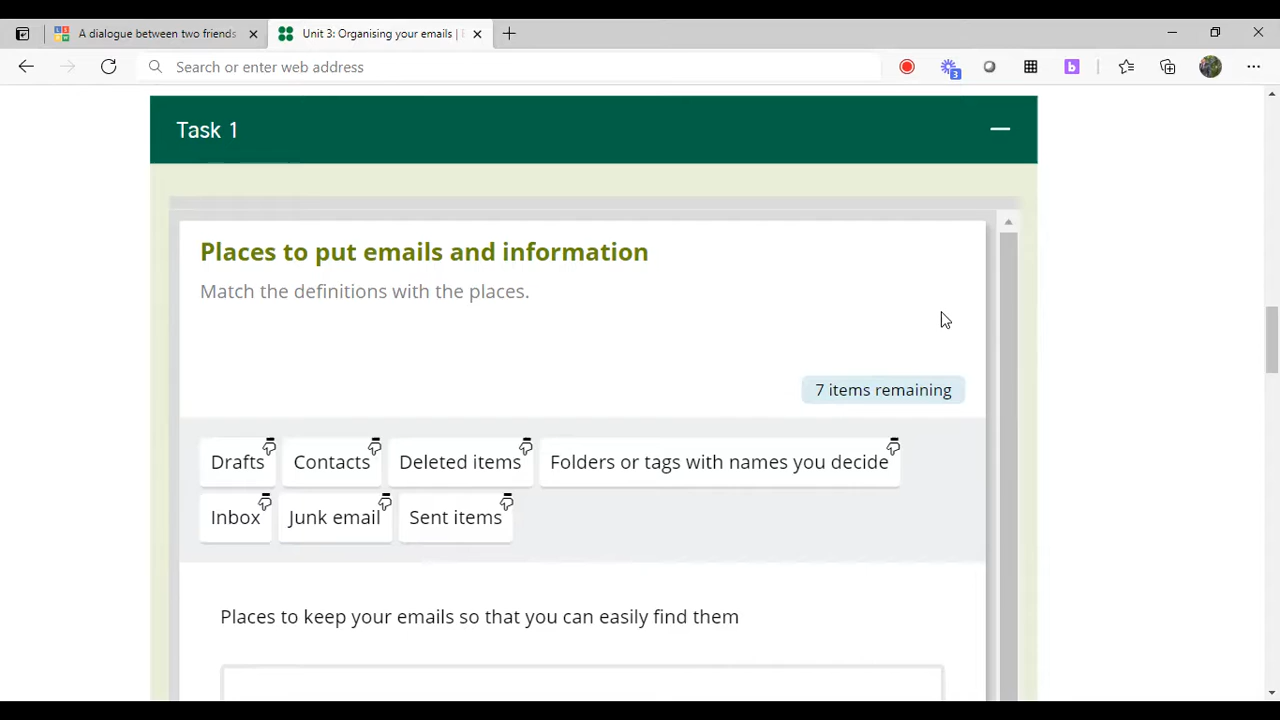 A dialogue between two friends
Unit 3: Organising your emails |
Search or enter web address
3
b
Task 1
Places to put emails and information
Match the definitions with the places.
7 items remaining
Drafts Contacts Deleted items Folders or tags with names you decide
Inbox Junk email Sent items
Places to keep your emails so that you can easily find them